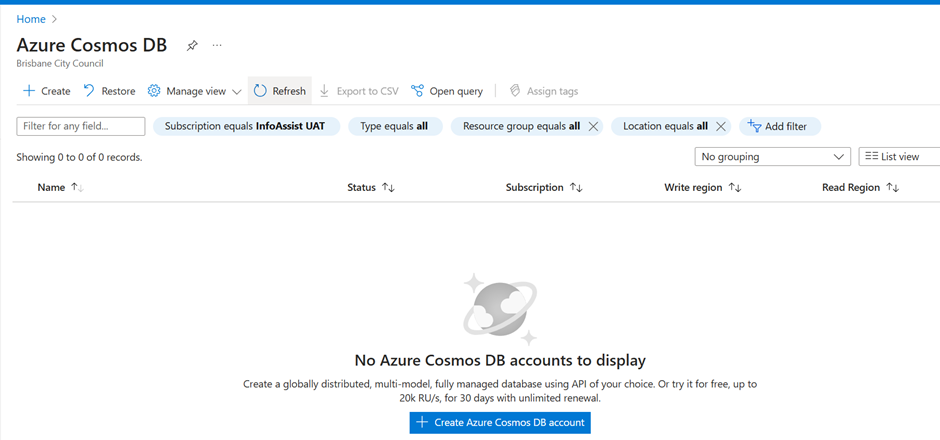 Home >
Azure Cosmos DB ...
Brisbane City Council
Create Restore Manage view Refresh Export to CSV Open query Assign tags
Filter for any field... Subscription equals InfoAssist UAT Type equals all Resource group equals all Location equals all Add filter
Showing 0 to 0 of 0 records. No grouping List view
Name Status Subscription Write region Read Region
No Azure Cosmos DB accounts to display
Create a globally distributed, multi-model, fully managed database using API of your choice. Or try it for free, up to
20k RU/s, for 30 days with unlimited renewal.
Create Azure Cosmos DB account